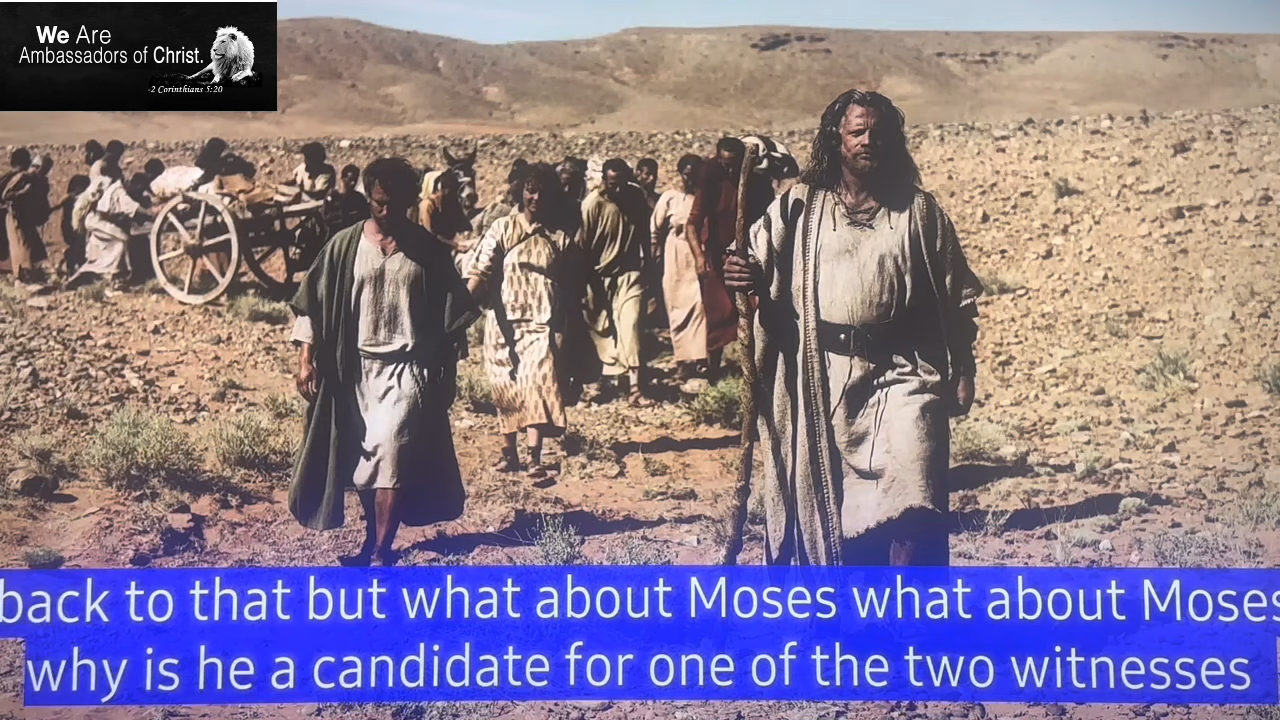 We Are
Ambassadors of Christ.
-2 Corinthians 5:20
back to that but what about Moses what about Moses
why is he a candidate for one of the two witnesses